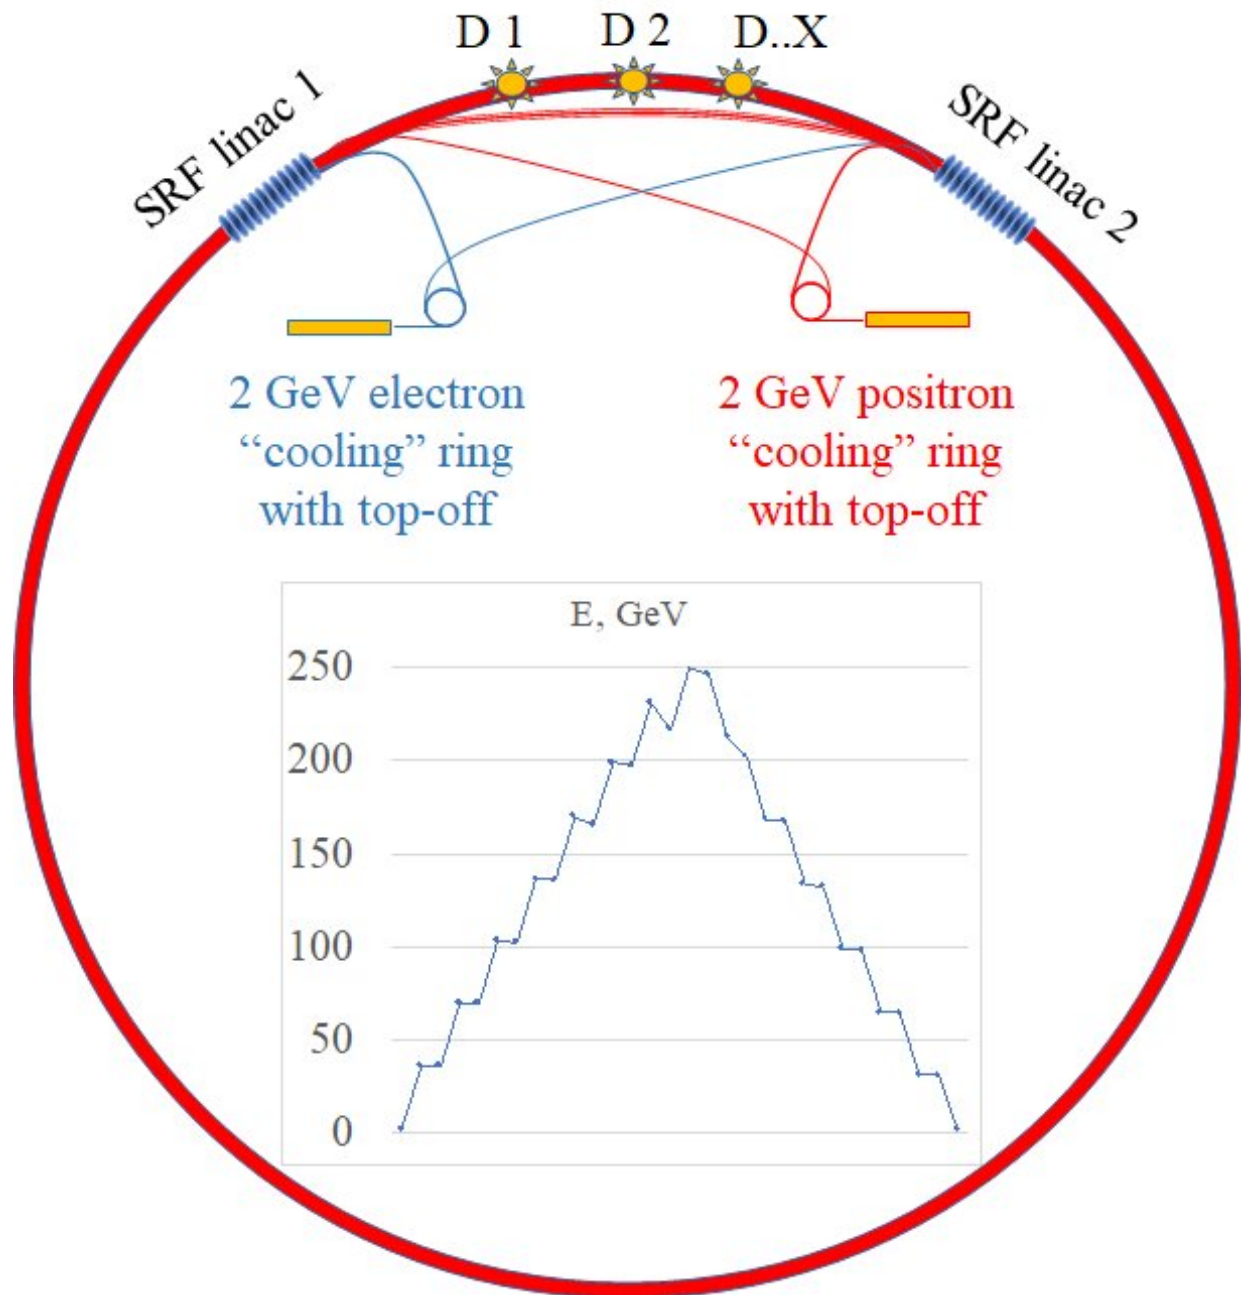 D 1
D 2
D..X
SRF linac 1
SRF linac 2
2 GeV electron
“cooling” ring
with top-off
2 GeV positron
“cooling” ring
with top-off
E, GeV
250
200
150
100
50
0